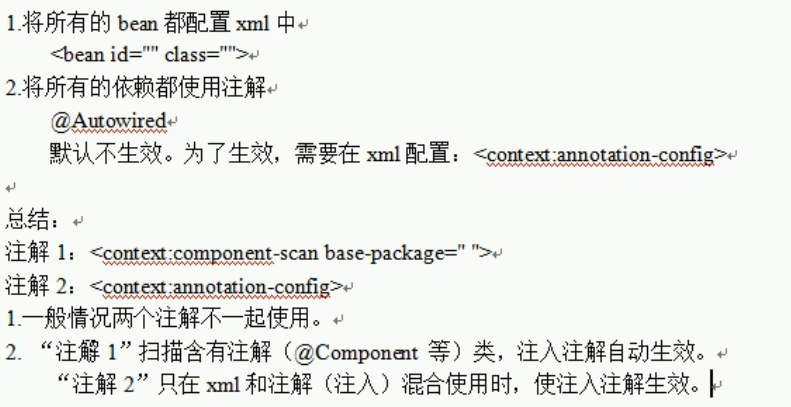 1.将所有的 bean 都配置 xml 中
<bean id="" class="">
2.将所有的依赖都使用注解
@Autowired
默认不生效。为了生效，需要在 xml 配置：<context:annotation-config>
总结：
注解 1：<context:component-scan base-package=" ">
注解 2：<context:annotation-config>
1.一般情况两个注解不一起使用。
2. “注解 1”扫描含有注解（@Component 等）类，注入注解自动生效。
“注解 2”只在 xml 和注解（注入）混合使用时，使注入注解生效。